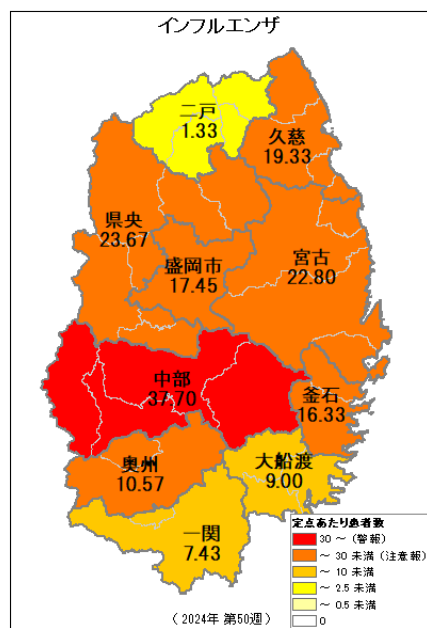 インフルエンザ
二戸
1.33
久慈
19.33
県央
23.67
盛岡市
17.45
宮古
22.80
中部
37.70
釜石
16.33
奥州
10.57
大船渡
9.00
一関
7.43
定点あたり患者数
30 ～ (警報)
～ 30 未満 (注意報)
～ 10 未満
～ 2.5 未満
～ 0.5 未満
0
（ 2024年 第50週 ）